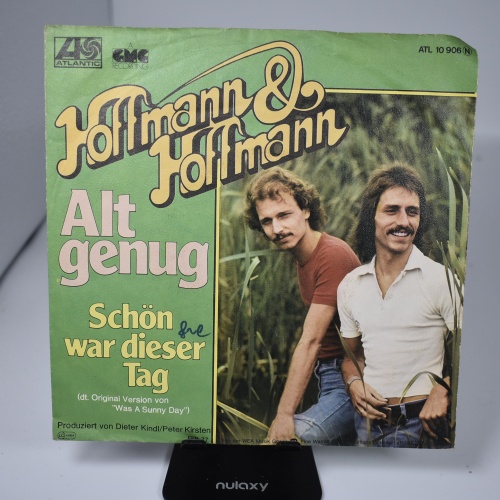 ATLANTIC
GMC
ATL 10 906 N
Hoffmann &
Hoffmann
Alt
genug
Schön
war dieser
Tag
(dt. Original Version von
"Was A Sunny Day")
Produziert von Dieter Kindl/Peter Kirsten
nulaxy